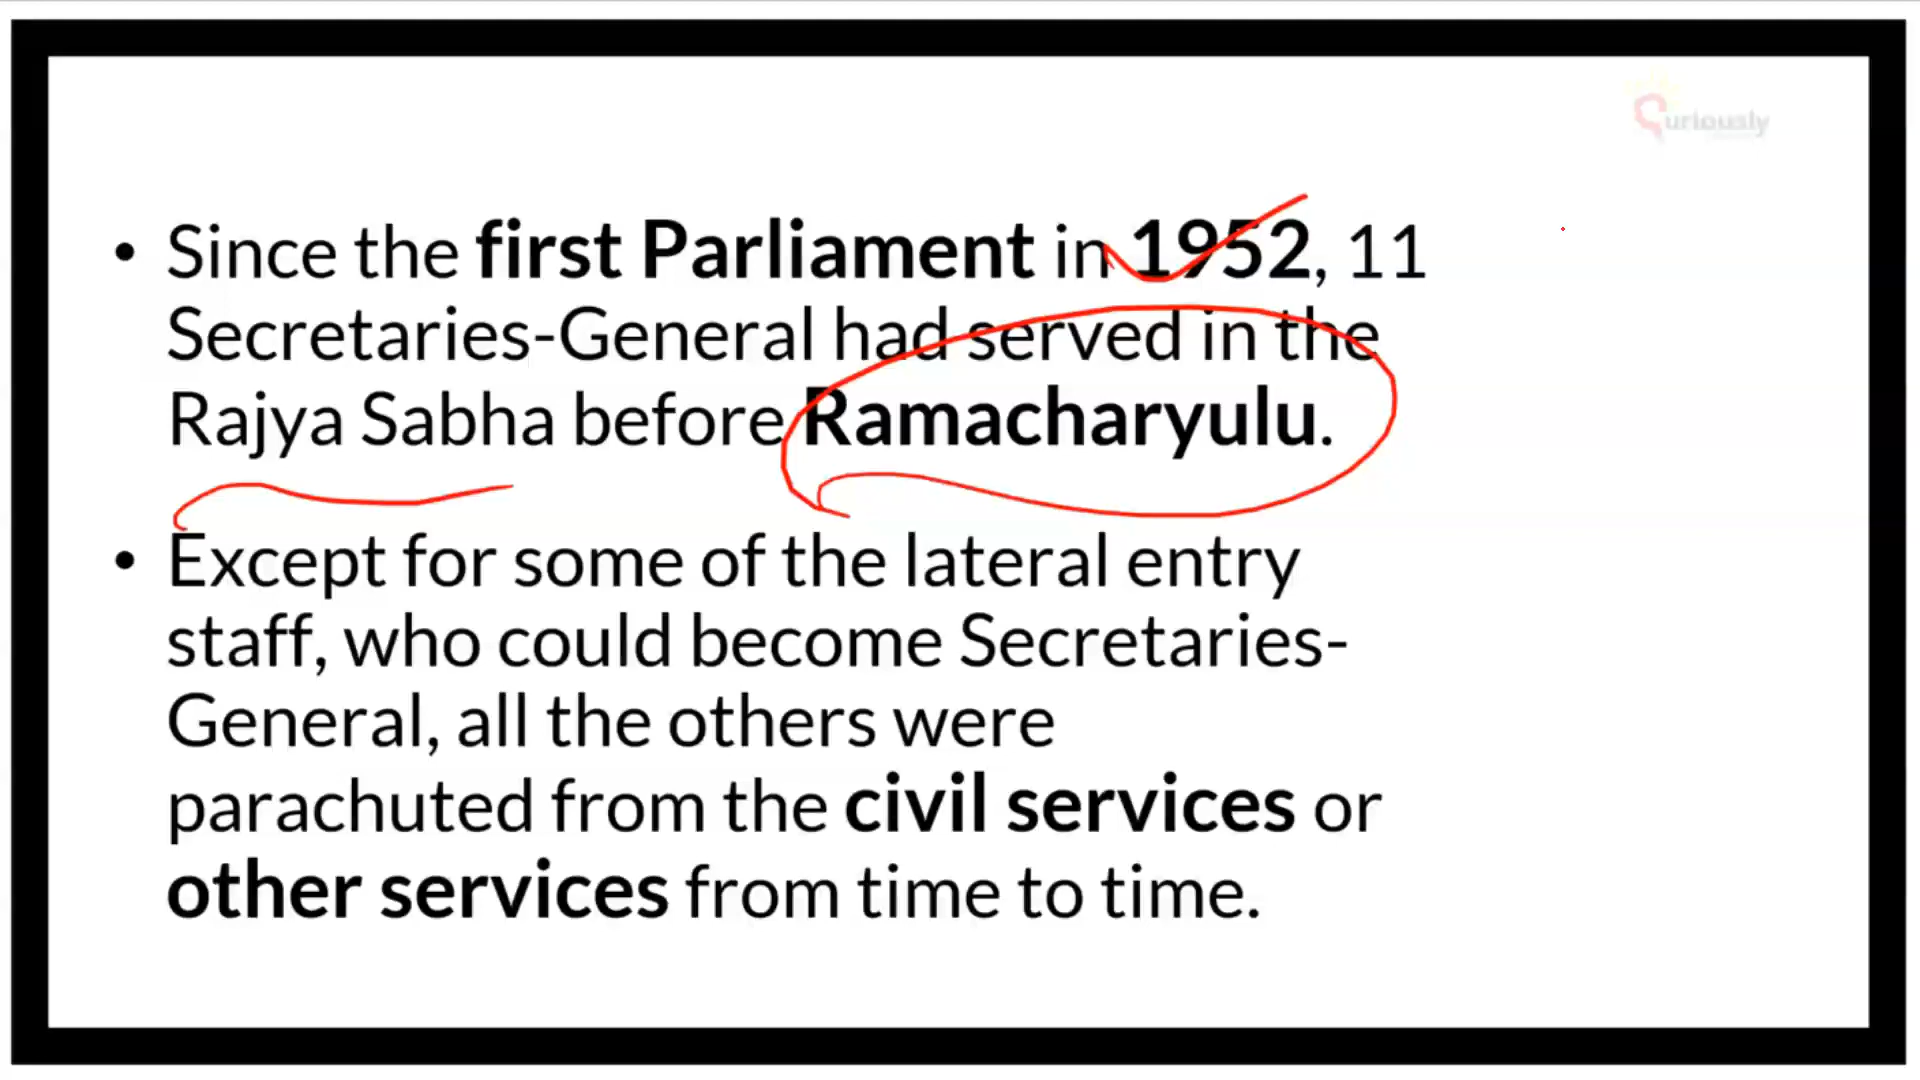 Curiously
• Since the first Parliament in 1952, 11
Secretaries-General had served in the
Rajya Sabha before Ramacharyulu.
• Except for some of the lateral entry
staff, who could become Secretaries-
General, all the others were
parachuted from the civil services or
other services from time to time.